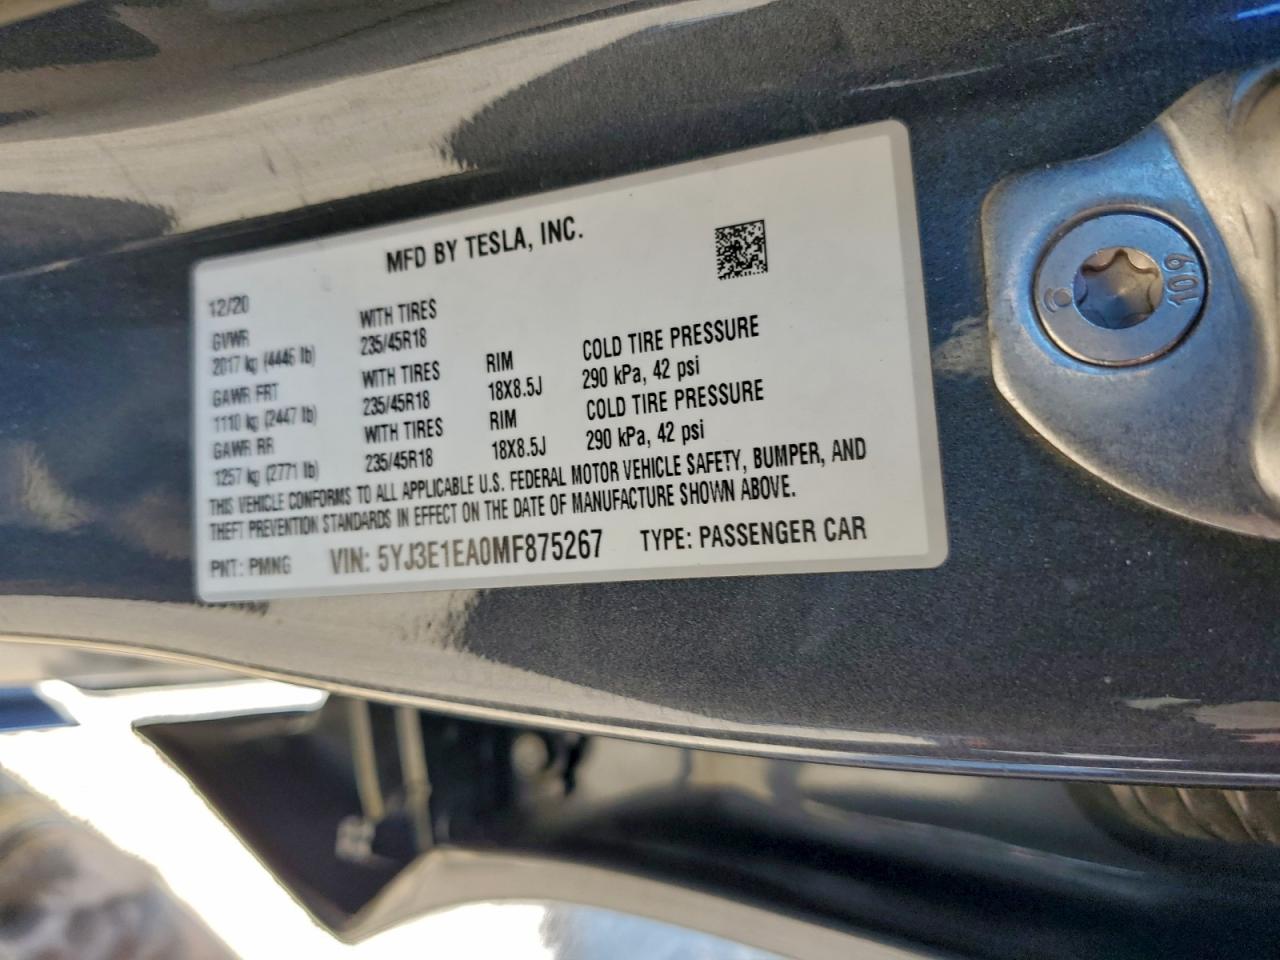 MFD BY TESLA, INC.
12/20
GVWR WITH TIRES
2017 kg (4446 lb) 235/45R18 RIM COLD TIRE PRESSURE
GAWR FRT WITH TIRES 18X8.5J 290 kPa, 42 psi
1110 kg (2447 lb) 235/45R18 RIM COLD TIRE PRESSURE
GAWR RR WITH TIRES 18X8.5J 290 kPa, 42 psi
1257 kg (2771 lb) 235/45R18
THIS VEHICLE CONFORMS TO ALL APPLICABLE U.S. FEDERAL MOTOR VEHICLE SAFETY, BUMPER, AND
THEFT PREVENTION STANDARDS IN EFFECT ON THE DATE OF MANUFACTURE SHOWN ABOVE.
PNT: PMNG VIN: 5YJ3E1EA0MF875267 TYPE: PASSENGER CAR
10.9